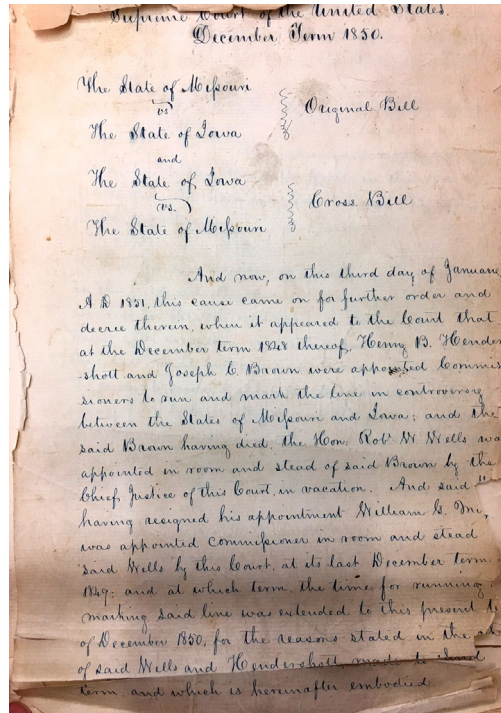 Supreme Court of the United States.
December Term 1850.
The State of Missouri
vs
The State of Iowa
Original Bill
and
The State of Iowa
vs.
The State of Missouri
Cross Bill
And now, on this third day of January
A D 1851, this cause came on for further order and
decree therein, when it appeared to the Court that
at the December term 1848 thereof, Henry B. Hender
-shott and Joseph C Brown were appointed Commis
sioners to run and mark the line in controversy
between the States of Missouri and Iowa; and the
said Brown having died, the Hon. Robt W Wells was
appointed in room and stead of said Brown by the
Chief Justice of this Court, in vacation. And said
having resigned his appointment William G. Mi
was appointed commissioner in room and stead
said Wells by this Court, at its last December term
1849; and at which term, the time for running
marking said line was extended to this present t
of December 1850, for the reasons stated in the
of said Wells and Hendershott made to said
term, and which is hereinafter embodied